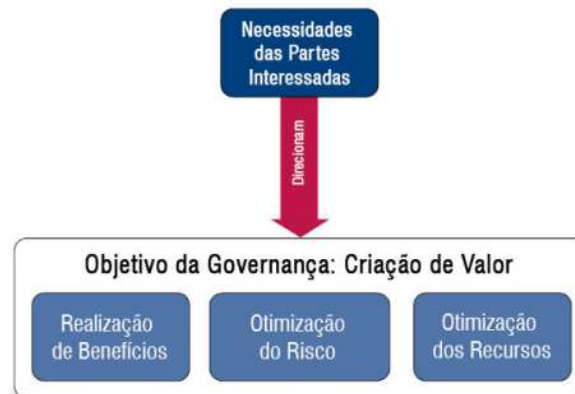 Necessidades
das Partes
Interessadas
Direcionam
Objetivo da Governança: Criação de Valor
Realização
de Benefícios
Otimização
do Risco
Otimização
dos Recursos